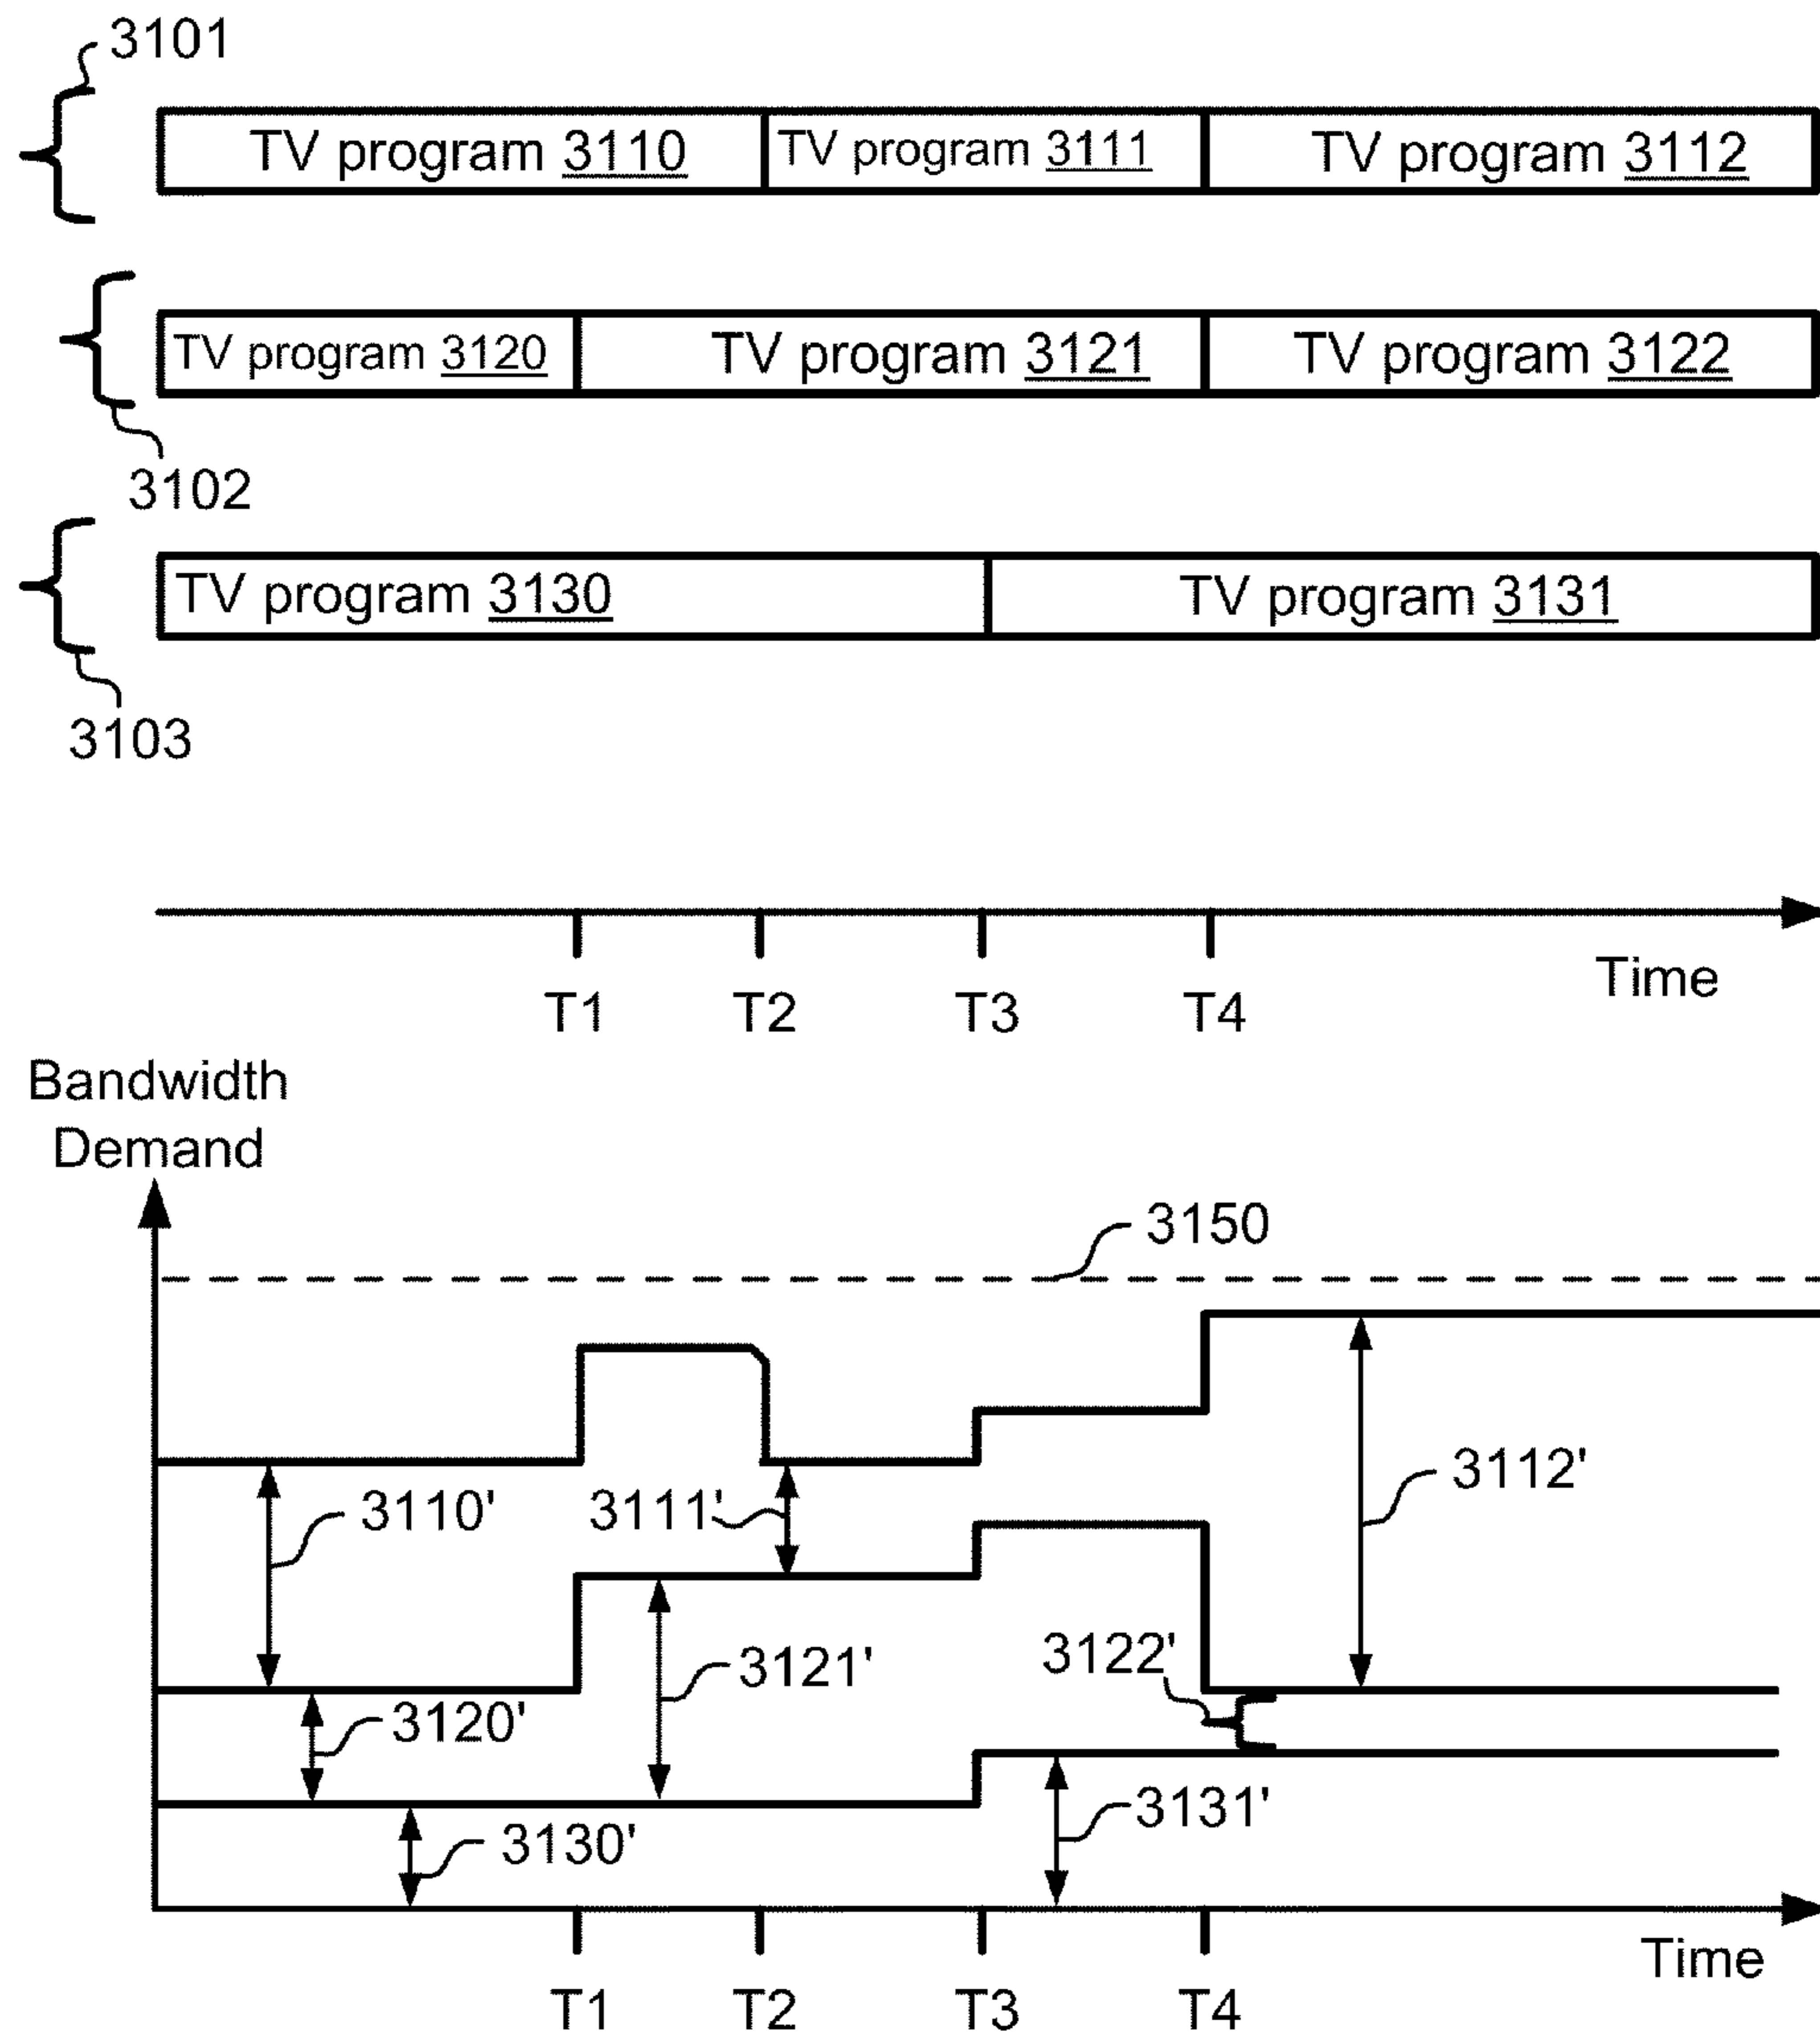 3101
TV program 3110 TV program 3111 TV program 3112
TV program 3120 TV program 3121 TV program 3122
3102
TV program 3130 TV program 3131
3103
Time
T1 T2 T3 T4
Bandwidth
Demand
3150
3110' 3111' 3112'
3120' 3121' 3122'
3130' 3131'
Time
T1 T2 T3 T4